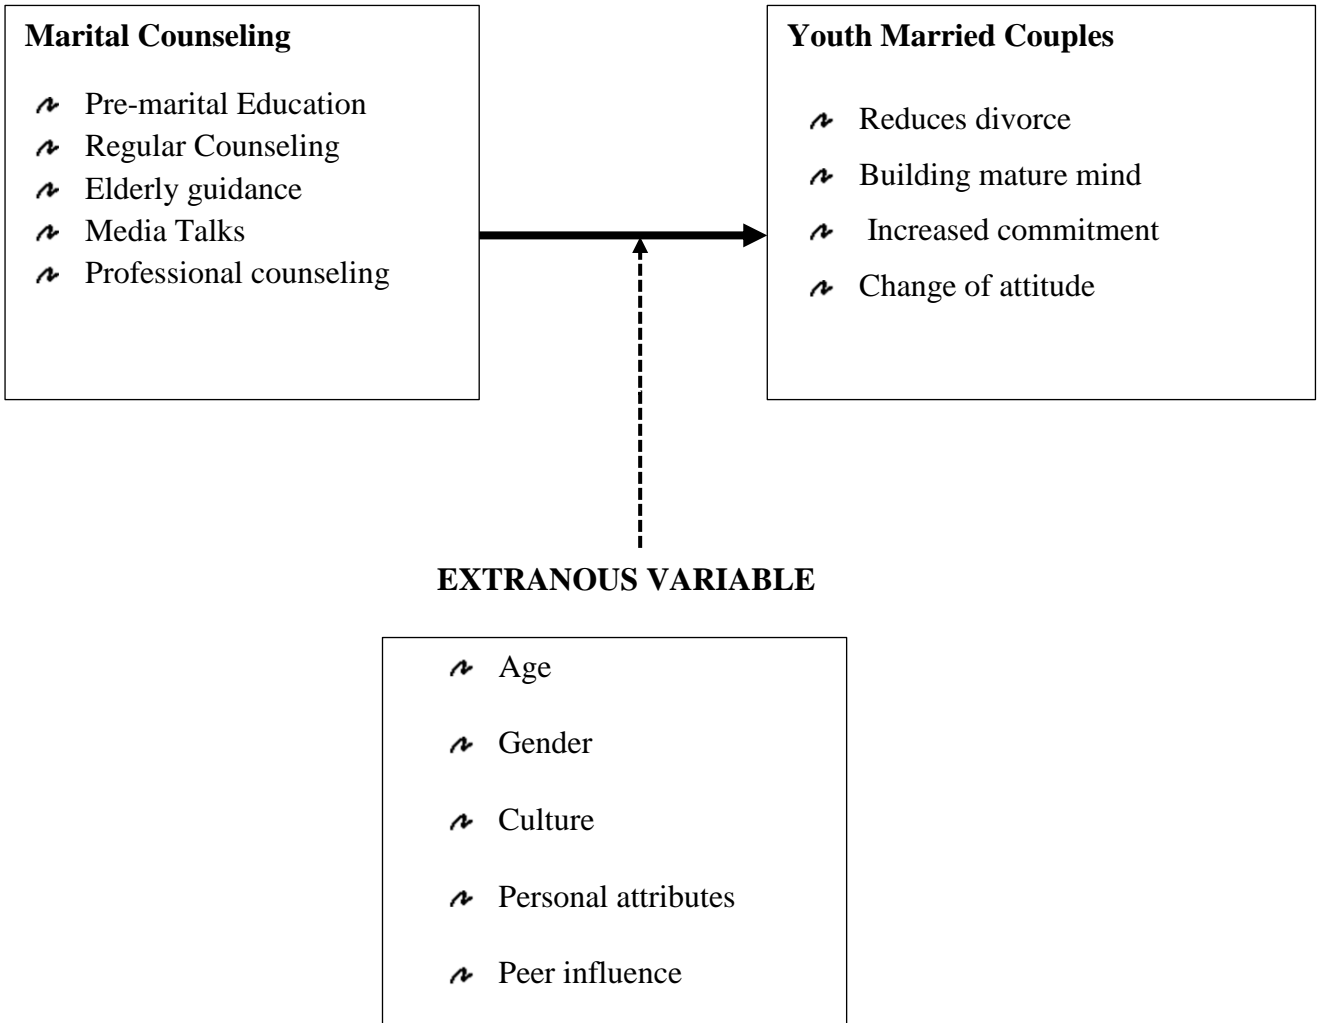 Marital Counseling
Pre-marital Education
Regular Counseling
Elderly guidance
Media Talks
Professional counseling
Youth Married Couples
Reduces divorce
Building mature mind
Increased commitment
Change of attitude
EXTRANOUS VARIABLE
Age
Gender
Culture
Personal attributes
Peer influence